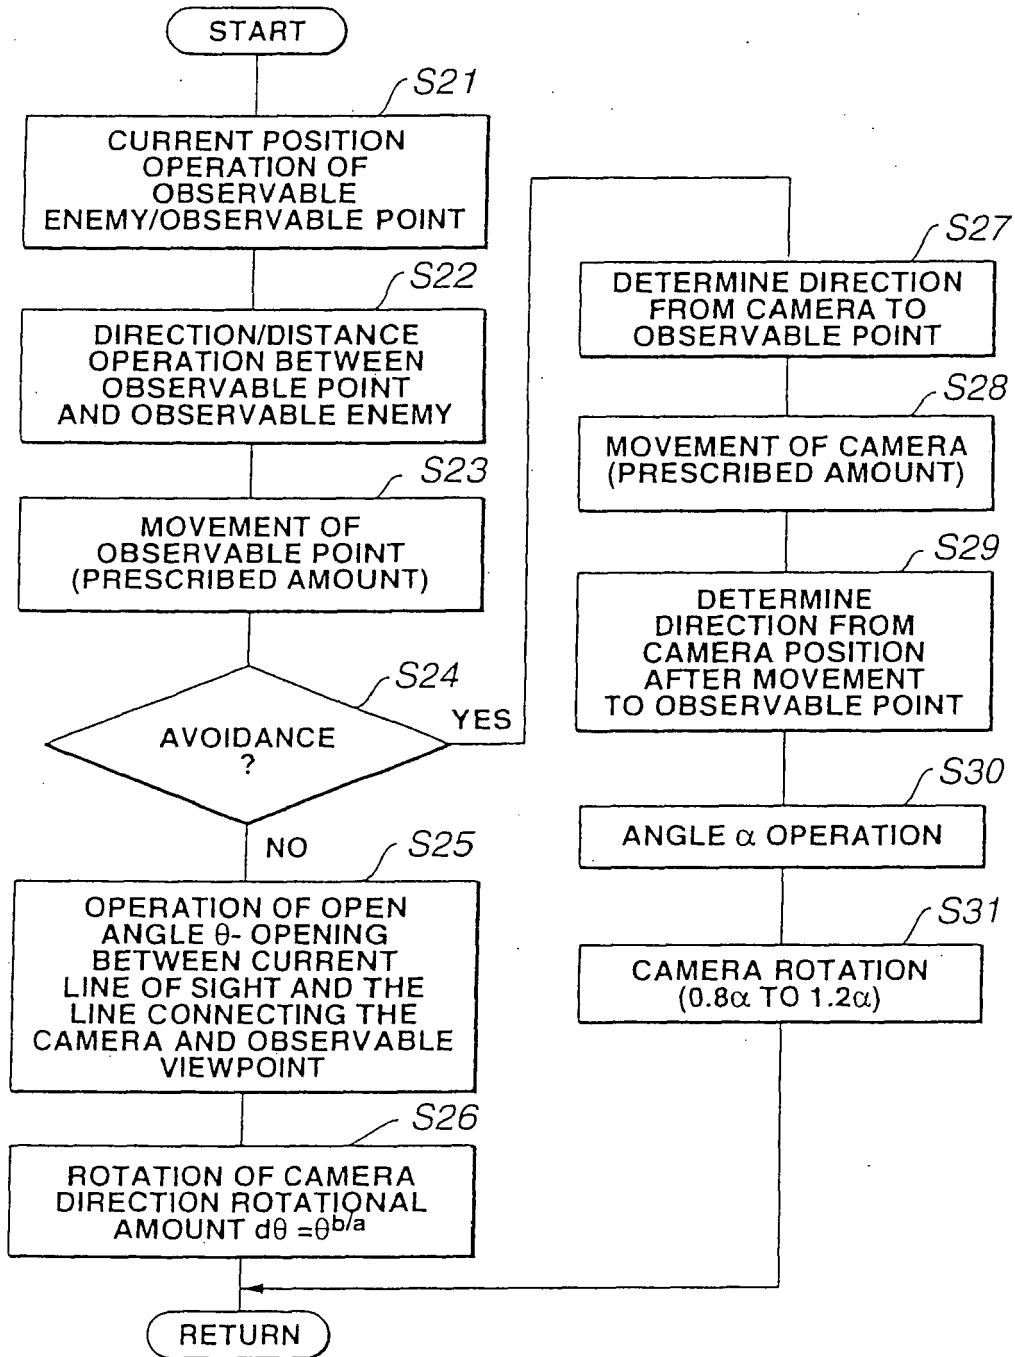 START
S21
CURRENT POSITION
OPERATION OF
OBSERVABLE
ENEMY/OBSERVABLE POINT
S22
DIRECTION/DISTANCE
OPERATION BETWEEN
OBSERVABLE POINT
AND OBSERVABLE ENEMY
S23
MOVEMENT OF
OBSERVABLE POINT
(PRESCRIBED AMOUNT)
S24
AVOIDANCE
?
YES
NO
S25
OPERATION OF OPEN
ANGLE θ- OPENING
BETWEEN CURRENT
LINE OF SIGHT AND THE
LINE CONNECTING THE
CAMERA AND OBSERVABLE
VIEWPOINT
S26
ROTATION OF CAMERA
DIRECTION ROTATIONAL
AMOUNT dθ =θ^b/a
S27
DETERMINE DIRECTION
FROM CAMERA TO
OBSERVABLE POINT
S28
MOVEMENT OF CAMERA
(PRESCRIBED AMOUNT)
S29
DETERMINE
DIRECTION FROM
CAMERA POSITION
AFTER MOVEMENT
TO OBSERVABLE POINT
S30
ANGLE α OPERATION
S31
CAMERA ROTATION
(0.8α TO 1.2α)
RETURN